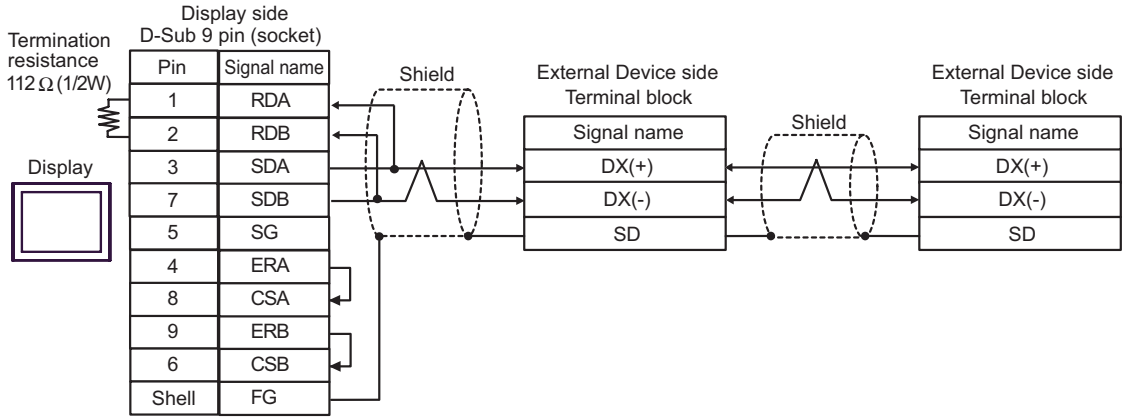 Display side
D-Sub 9 pin (socket)
Termination
resistance
112 Ω (1/2W)
Display
Pin Signal name
1 RDA
2 RDB
3 SDA
7 SDB
5 SG
4 ERA
8 CSA
9 ERB
6 CSB
Shell FG
Shield
External Device side
Terminal block
Signal name
DX(+)
DX(-)
SD
Shield
External Device side
Terminal block
Signal name
DX(+)
DX(-)
SD